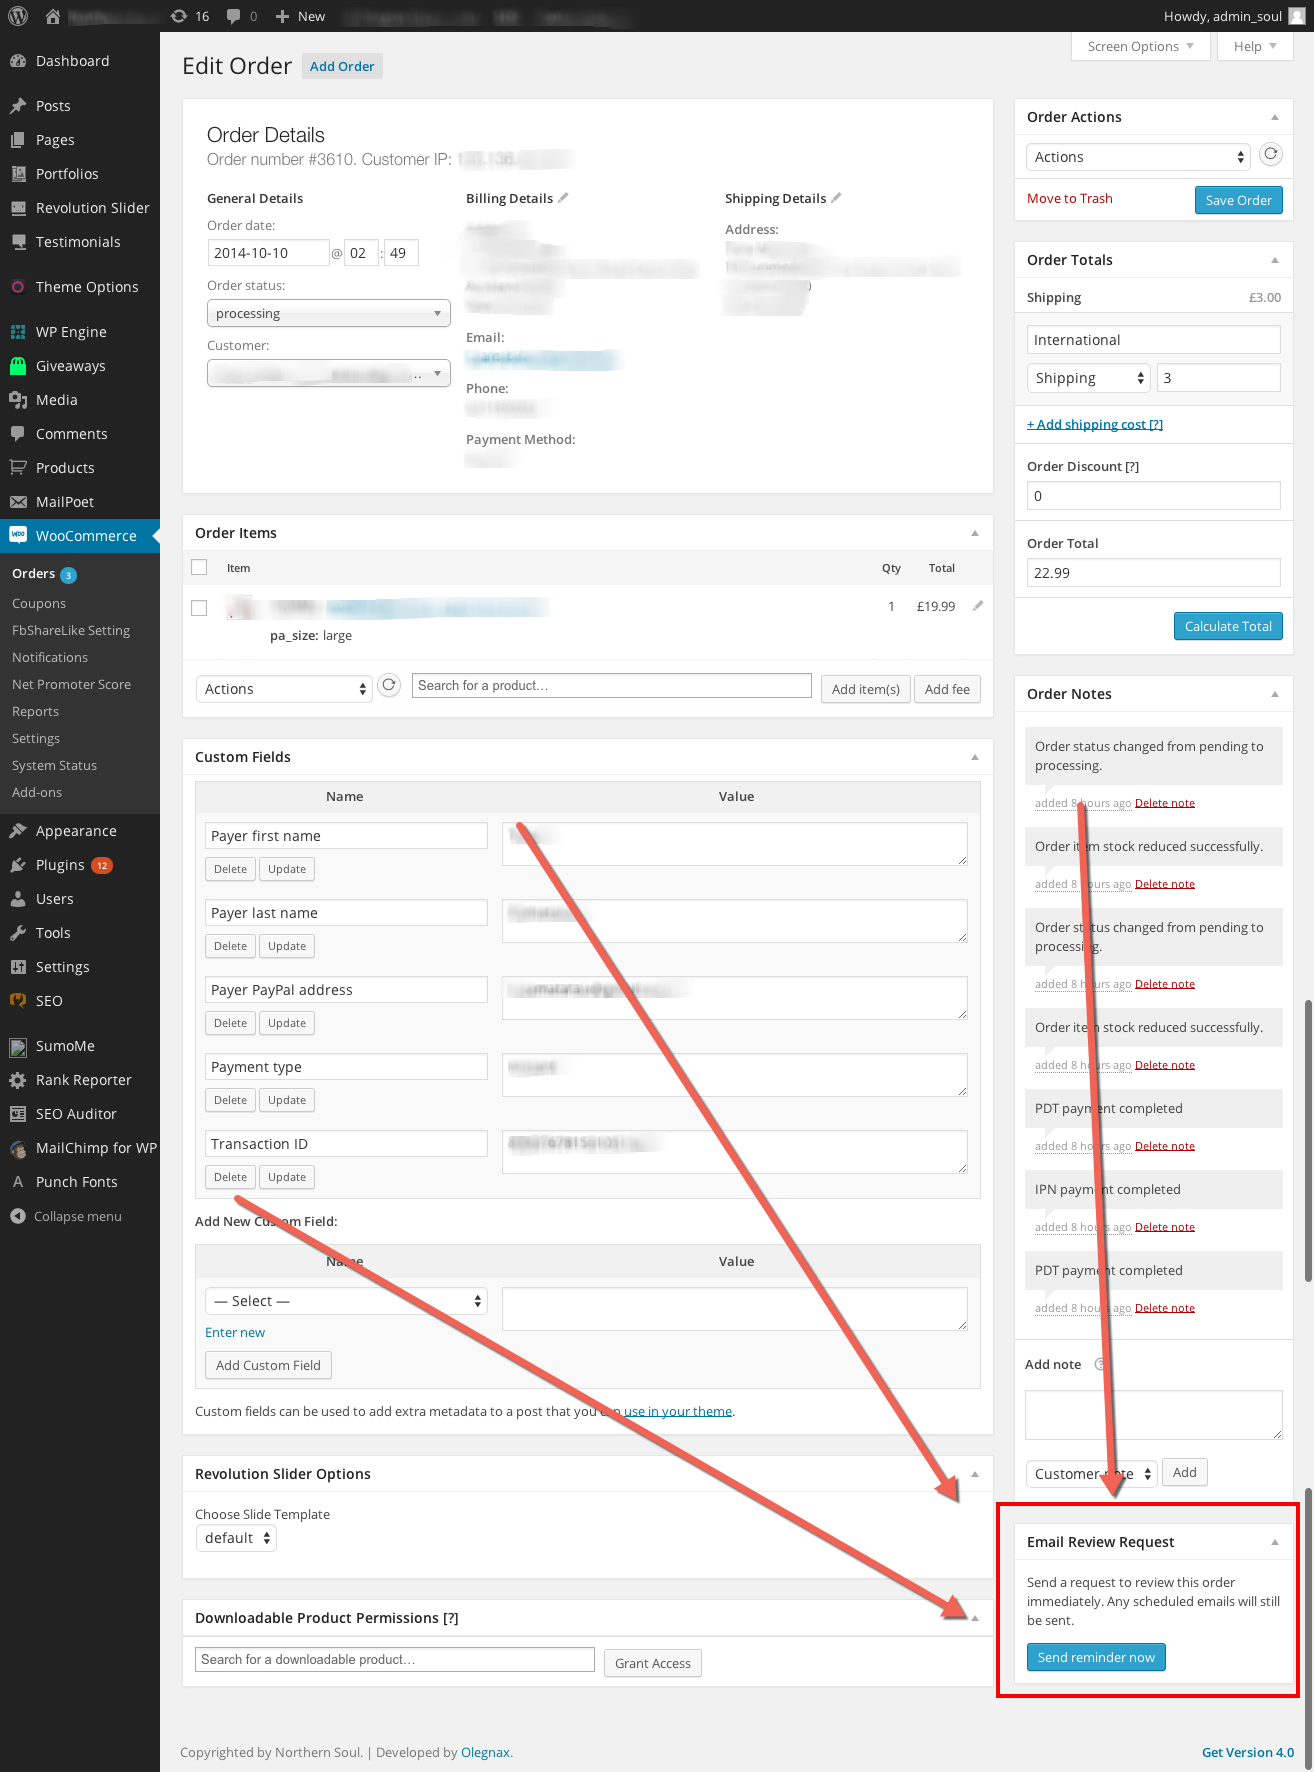 16 0 New
Howdy, admin_soul
Dashboard
Posts
Pages
Portfolios
Revolution Slider
Testimonials
Theme Options
WP Engine
Giveaways
Media
Comments
Products
MailPoet
WooCommerce
Orders 3
Coupons
FbShareLike Setting
Notifications
Net Promoter Score
Reports
Settings
System Status
Add-ons
Appearance
Plugins 12
Users
Tools
Settings
SEO
SumoMe
Rank Reporter
SEO Auditor
MailChimp for WP
Punch Fonts
Collapse menu
Screen Options Help
Edit Order Add Order
Order Details
Order number #3610. Customer IP:
General Details
Order date:
2014-10-10 @ 02 : 49
Order status:
processing
Customer:
Billing Details
Email:
Phone:
Payment Method:
Shipping Details
Address:
Order Items
Item Qty Total
1 £19.99
pa_size: large
Actions Search for a product... Add item(s) Add fee
Custom Fields
Name Value
Payer first name
Delete Update
Payer last name
Delete Update
Payer PayPal address
Delete Update
Payment type
Delete Update
Transaction ID
Delete Update
Add New Custom Field:
Name Value
— Select —
Enter new
Add Custom Field
Custom fields can be used to add extra metadata to a post that you can use in your theme.
Revolution Slider Options
Choose Slide Template
default
Downloadable Product Permissions [?]
Search for a downloadable product... Grant Access
Order Actions
Actions
Move to Trash Save Order
Order Totals
Shipping £3.00
International
Shipping 3
+ Add shipping cost [?]
Order Discount [?]
0
Order Total
22.99
Calculate Total
Order Notes
Order status changed from pending to
processing.
added 8 hours ago Delete note
Order item stock reduced successfully.
added 8 hours ago Delete note
Order status changed from pending to
processing.
added 8 hours ago Delete note
Order item stock reduced successfully.
added 8 hours ago Delete note
PDT payment completed
added 8 hours ago Delete note
IPN payment completed
added 8 hours ago Delete note
PDT payment completed
added 8 hours ago Delete note
Add note ?
Customer note Add
Email Review Request
Send a request to review this order
immediately. Any scheduled emails will still
be sent.
Send reminder now
Copyrighted by Northern Soul. | Developed by Olegnax.
Get Version 4.0